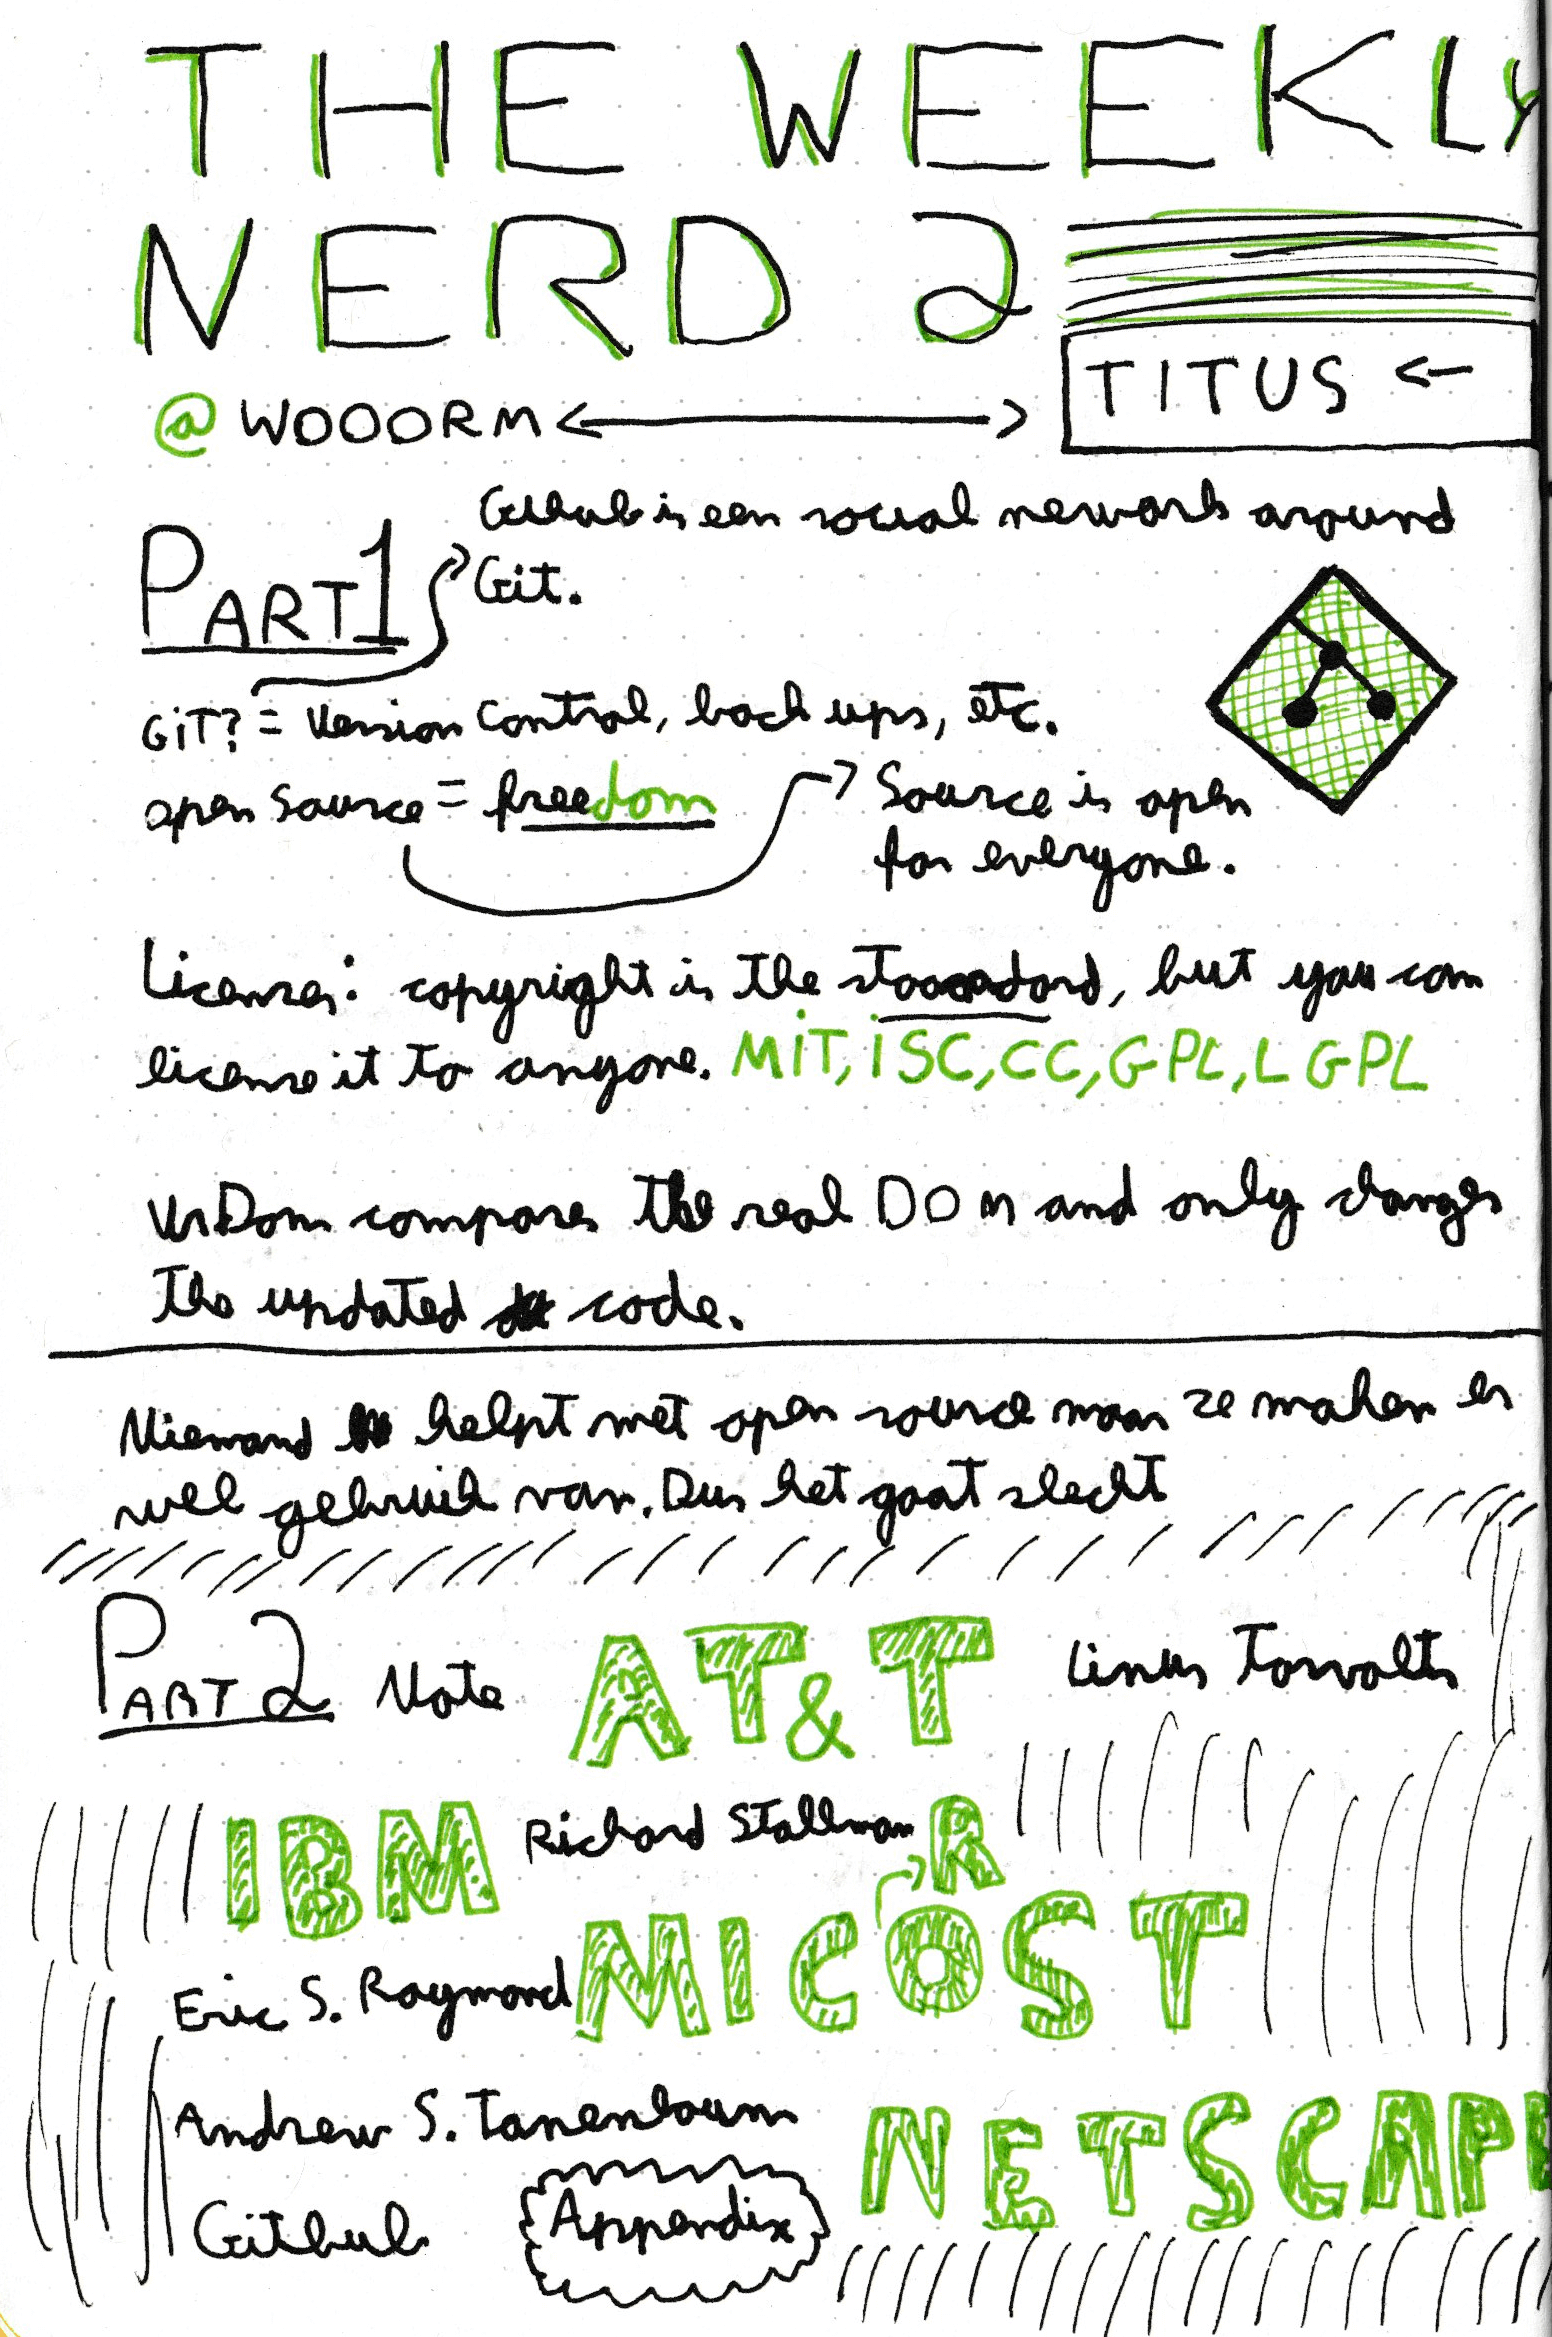 THE WEEKLY
NERD 2
TITUS <-
@WOOORM <-->
Github is een social nework around
Git.
PART 1
GiT? = Version Control, back ups, etc.
open Source = freedom
Source is open
for everyone.
Licenses: copyright is the standard, but you can
license it to anyone. MiT, iSC, CC, GPL, LGPL
VrDom compares the real DOM and only changes
the updated code.
Niemand helpt met open source maar ze maken er
wel gebruik van. Dus het gaat slecht
PART 2 Note AT&T Linus Torvalts
IBM Richard Stallman R
Eric S. Raymond MICOST
Andrew S. Tanenbaum
NETSCAPE
Github Appendix